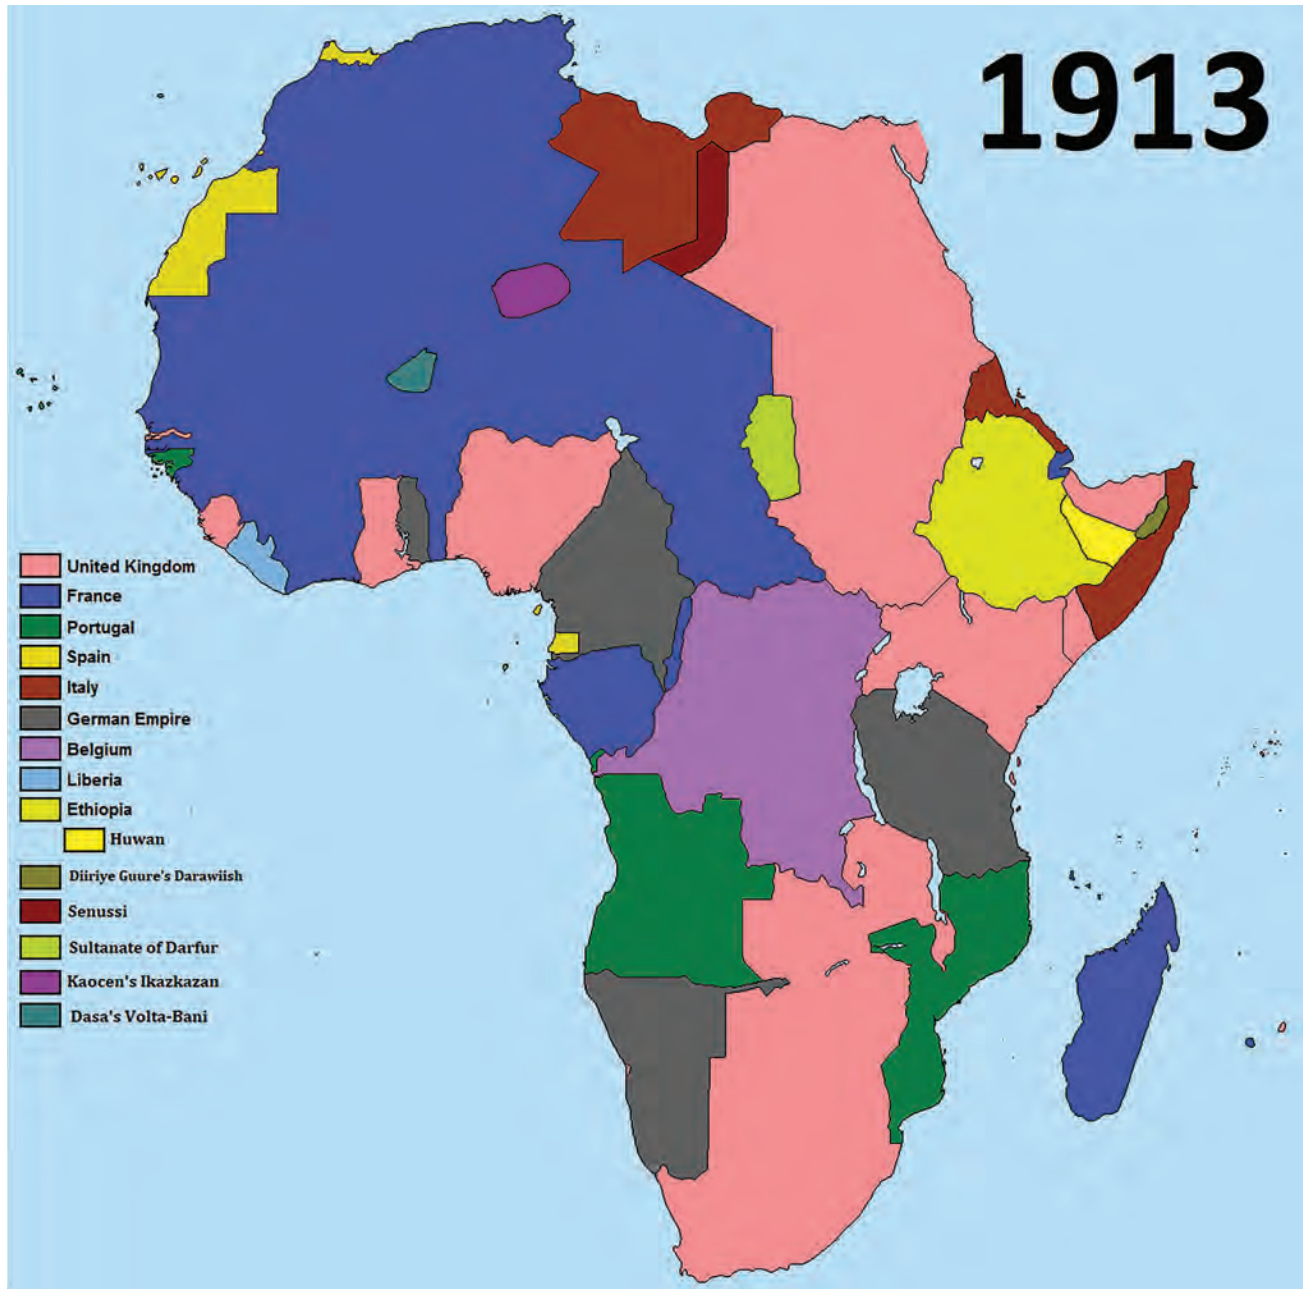 1913
United Kingdom
France
Portugal
Spain
Italy
German Empire
Belgium
Liberia
Ethiopia
Huwan
Diiriye Guure's Darawiish
Senussi
Sultanate of Darfur
Kaocen's Ikazkazan
Dasa's Volta-Bani